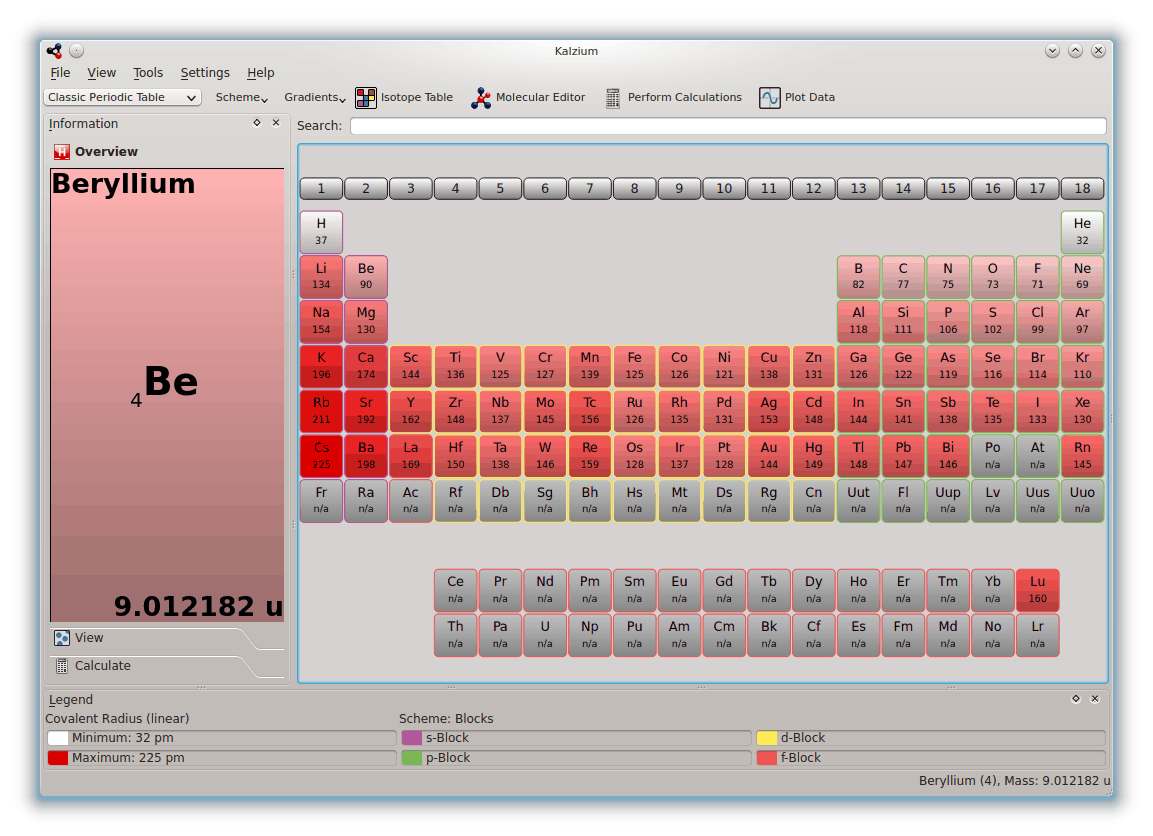 Kalzium
File View Tools Settings Help
Classic Periodic Table Scheme Gradients Isotope Table Molecular Editor Perform Calculations Plot Data
Information
Search:
H Overview
Beryllium
4 Be
9.012182 u
View
Calculate
1 2 3 4 5 6 7 8 9 10 11 12 13 14 15 16 17 18
H He
37 32
Li Be B C N O F Ne
134 90 82 77 75 73 71 69
Na Mg Al Si P S Cl Ar
154 130 118 111 106 102 99 97
K Ca Sc Ti V Cr Mn Fe Co Ni Cu Zn Ga Ge As Se Br Kr
196 174 144 136 125 127 139 125 126 121 138 131 126 122 119 116 114 110
Rb Sr Y Zr Nb Mo Tc Ru Rh Pd Ag Cd In Sn Sb Te I Xe
211 192 162 148 137 145 156 126 135 131 153 148 144 141 138 135 133 130
Cs Ba La Hf Ta W Re Os Ir Pt Au Hg Tl Pb Bi Po At Rn
225 198 169 150 138 146 159 128 137 128 144 149 148 147 146 n/a n/a 145
Fr Ra Ac Rf Db Sg Bh Hs Mt Ds Rg Cn Uut Fl Uup Lv Uus Uuo
n/a n/a n/a n/a n/a n/a n/a n/a n/a n/a n/a n/a n/a n/a n/a n/a n/a n/a
Ce Pr Nd Pm Sm Eu Gd Tb Dy Ho Er Tm Yb Lu
n/a n/a n/a n/a n/a n/a n/a n/a n/a n/a n/a n/a n/a 160
Th Pa U Np Pu Am Cm Bk Cf Es Fm Md No Lr
n/a n/a n/a n/a n/a n/a n/a n/a n/a n/a n/a n/a n/a n/a
Legend
Covalent Radius (linear) Scheme: Blocks
Minimum: 32 pm s-Block d-Block
Maximum: 225 pm p-Block f-Block
Beryllium (4), Mass: 9.012182 u